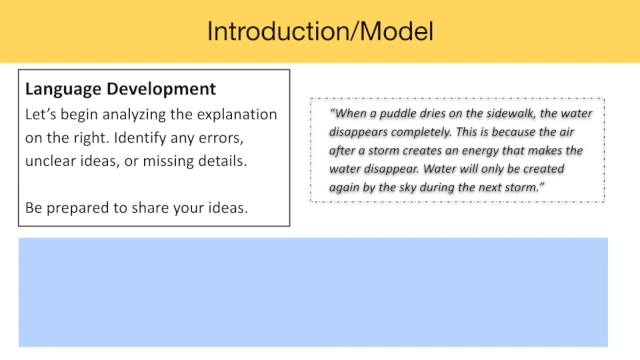 Introduction/Model
Language Development
Let's begin analyzing the explanation
on the right. Identify any errors,
unclear ideas, or missing details.
Be prepared to share your ideas.
“When a puddle dries on the sidewalk, the water
disappears completely. This is because the air
after a storm creates an energy that makes the
water disappear. Water will only be created
again by the sky during the next storm.”